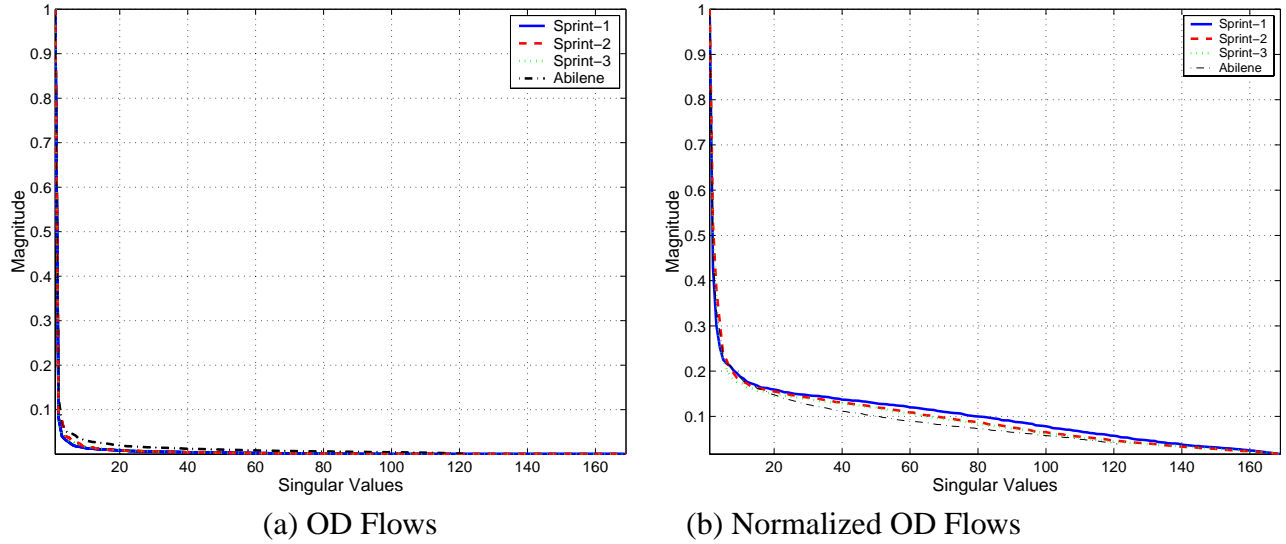 1
0.9
0.8
0.7
0.6
0.5
0.4
0.3
0.2
0.1
Magnitude
20 40 60 80 100 120 140 160
Singular Values
Sprint−1
Sprint−2
Sprint−3
Abilene
(a) OD Flows
1
0.9
0.8
0.7
0.6
0.5
0.4
0.3
0.2
0.1
Magnitude
20 40 60 80 100 120 140 160
Singular Values
Sprint−1
Sprint−2
Sprint−3
Abilene
(b) Normalized OD Flows